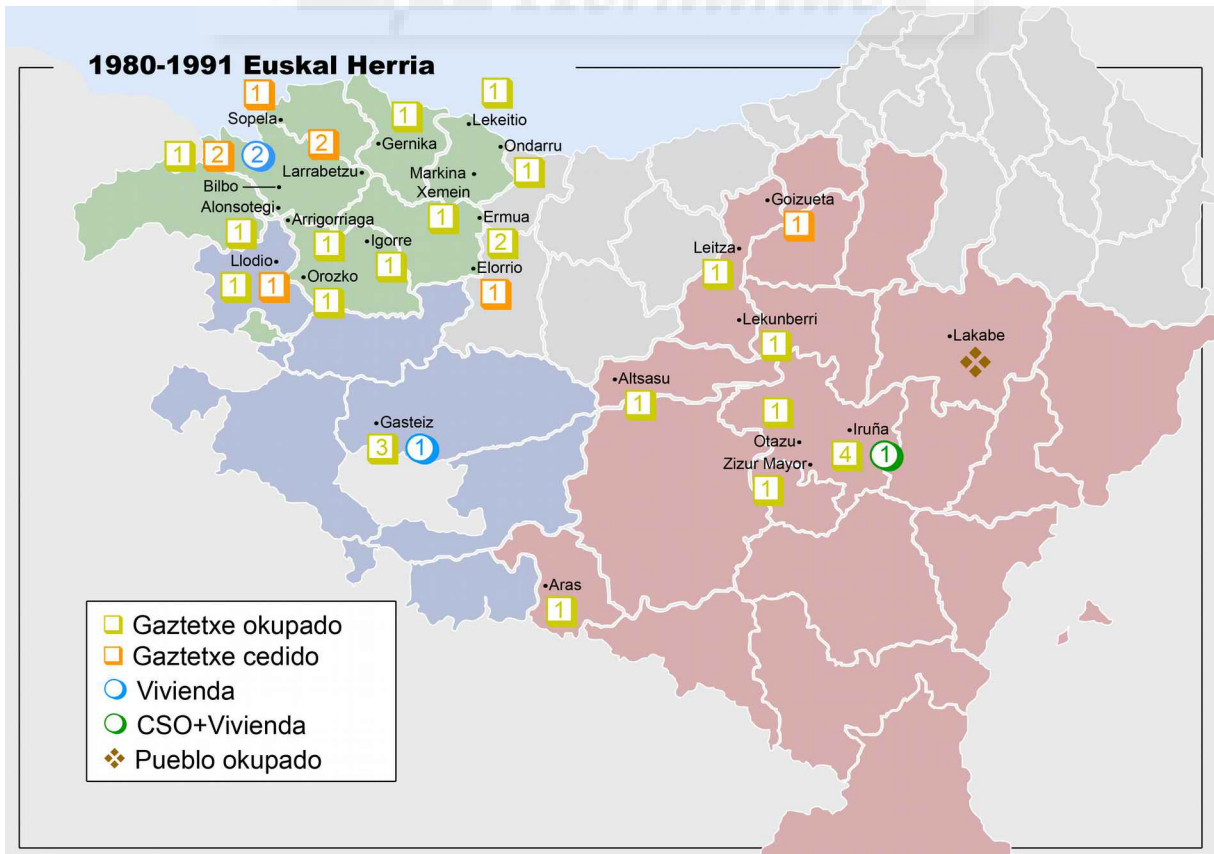 1980-1991 Euskal Herria
1
1
Sopela
1
Lekeitio
2
Gernika
Ondarru
1
2
2
Larrabetzu
Markina
Xemein
1
Bilbo
Alonsotegi
Arrigorriaga
1
Ermua
Goizueta
1
1
Igorre
2
1
Llodio
1
Elorrio
Leitza
1
1
1
Orozko
1
1
Lekunberri
1
Lakabe
Altsasu
1
1
Gasteiz
Otazu
Iruña
3
1
Zizur Mayor
4
1
1
Aras
1
Gaztetxe okupado
Gaztetxe cedido
Vivienda
CSO+Vivienda
Pueblo okupado